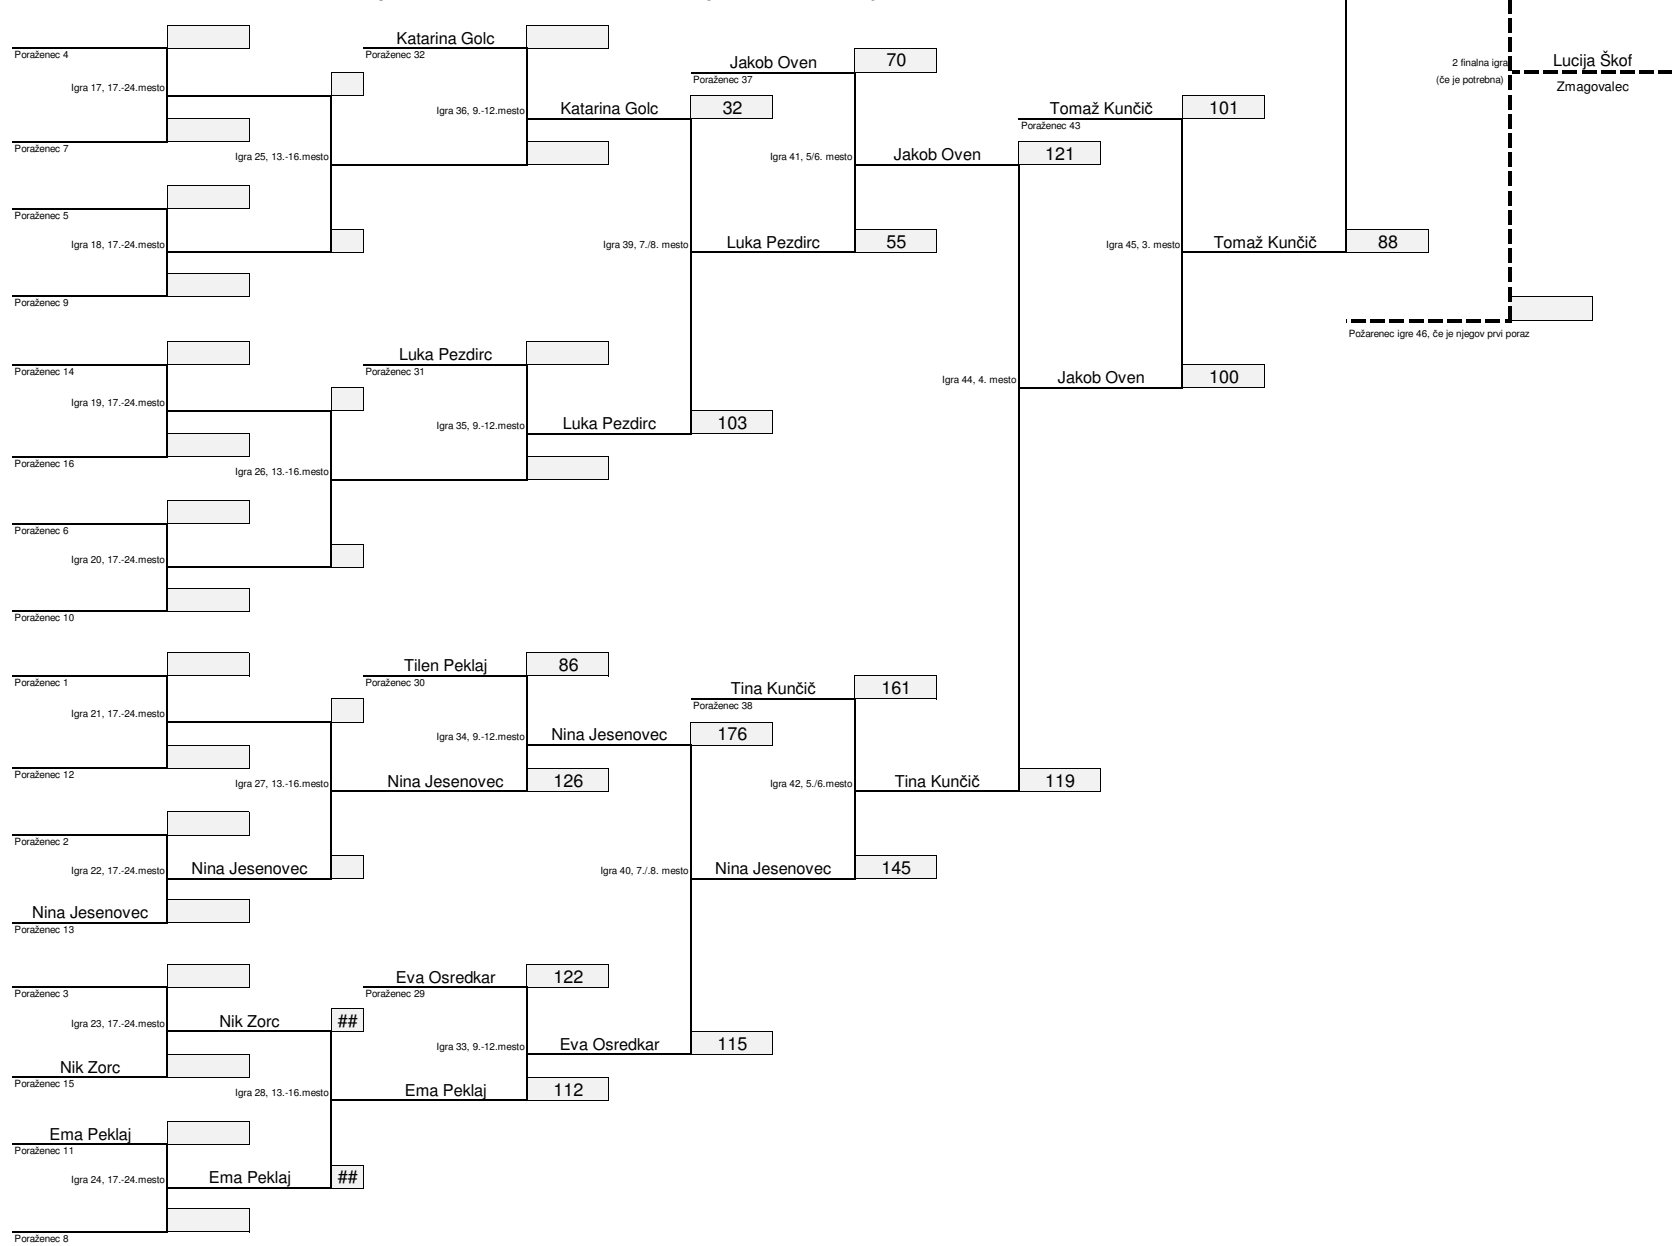 Katarina Golc
Poraženec 4
Poraženec 32
Jakob Oven
70
2 finalna igra
Lucija Škof
Poraženec 37
(če je potrebna)
Zmagovalec
Igra 17, 17.-24.mesto
Igra 36, 9.-12.mesto
Katarina Golc
32
Tomaž Kunčič
101
Poraženec 43
Poraženec 7
Igra 25, 13.-16.mesto
Igra 41, 5/6. mesto
Jakob Oven
121
Poraženec 5
Igra 18, 17.-24.mesto
Igra 39, 7./8. mesto
Luka Pezdirc
55
Igra 45, 3. mesto
Tomaž Kunčič
88
Poraženec 9
Požarenec igre 46, če je njegov prvi poraz
Luka Pezdirc
Poraženec 14
Poraženec 31
Igra 44, 4. mesto
Jakob Oven
100
Igra 19, 17.-24.mesto
Igra 35, 9.-12.mesto
Luka Pezdirc
103
Poraženec 16
Igra 26, 13.-16.mesto
Poraženec 6
Igra 20, 17.-24.mesto
Poraženec 10
Tilen Peklaj
86
Poraženec 1
Poraženec 30
Tina Kunčič
161
Poraženec 38
Igra 21, 17.-24.mesto
Igra 34, 9.-12.mesto
Nina Jesenovec
176
Poraženec 12
Igra 27, 13.-16.mesto
Nina Jesenovec
126
Igra 42, 5./6.mesto
Tina Kunčič
119
Poraženec 2
Igra 22, 17.-24.mesto
Nina Jesenovec
Igra 40, 7./.8. mesto
Nina Jesenovec
145
Nina Jesenovec
Poraženec 13
Eva Osredkar
122
Poraženec 3
Poraženec 29
Igra 23, 17.-24.mesto
Nik Zorc
##
Igra 33, 9.-12.mesto
Eva Osredkar
115
Nik Zorc
Poraženec 15
Igra 28, 13.-16.mesto
Ema Peklaj
112
Ema Peklaj
Poraženec 11
Igra 24, 17.-24.mesto
Ema Peklaj
##
Poraženec 8